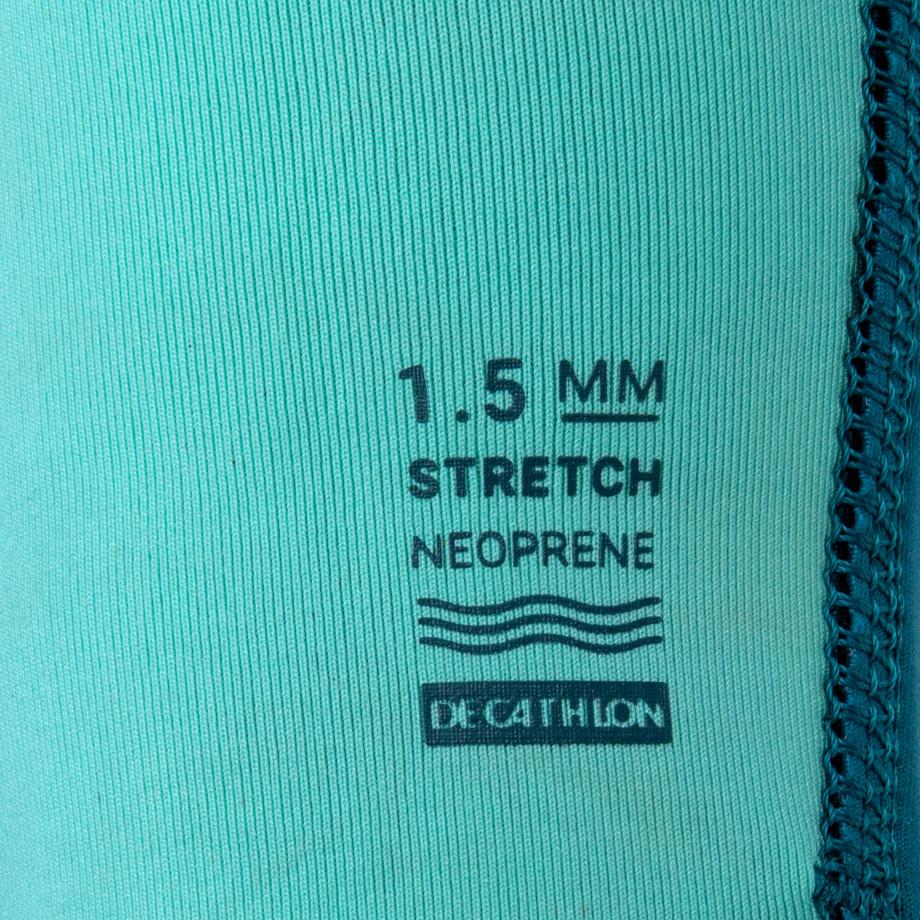 1.5 MM
STRETCH
NEOPRENE
DECATHLON